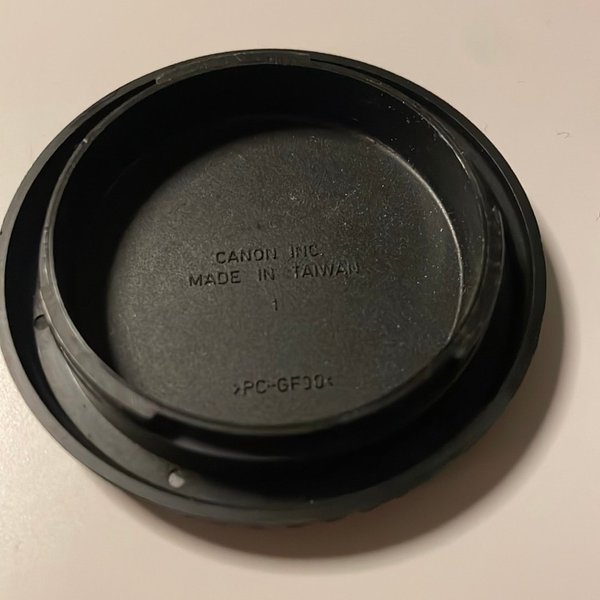 CANON INC.
MADE IN TAIWAN
1
>PC-GF30<